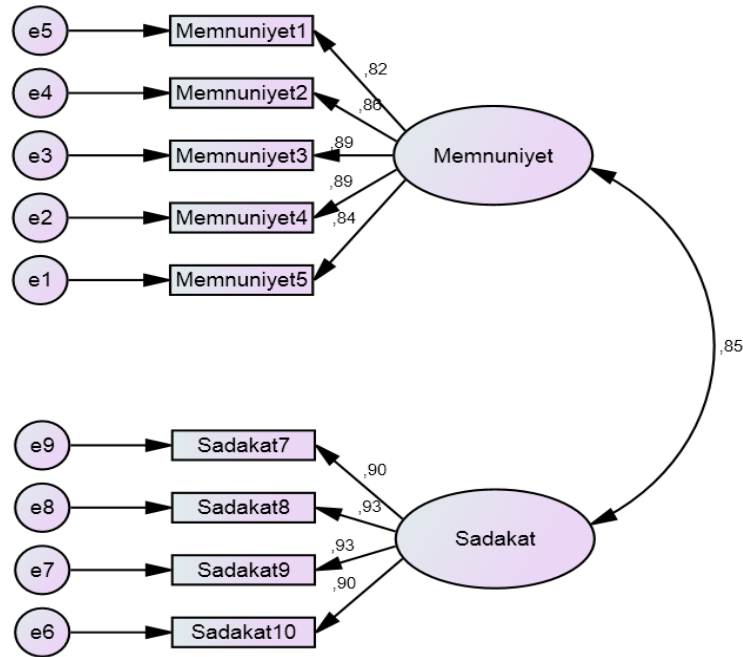 e5 Memnuniyet1
,82
e4 Memnuniyet2
,86
e3 Memnuniyet3
,89
Memnuniyet
,89
e2 Memnuniyet4
,84
e1 Memnuniyet5
,85
e9 Sadakat7
,90
e8 Sadakat8
,93
Sadakat
,93
e7 Sadakat9
,90
e6 Sadakat10